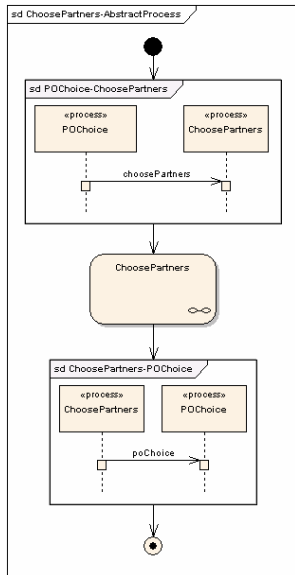 sd ChoosePartners-AbstractProcess
sd POChoice-ChoosePartners
«process» «process»
POChoice ChoosePartners
choosePartners
ChoosePartners
sd ChoosePartners-POChoice
«process» «process»
ChoosePartners POChoice
poChoice